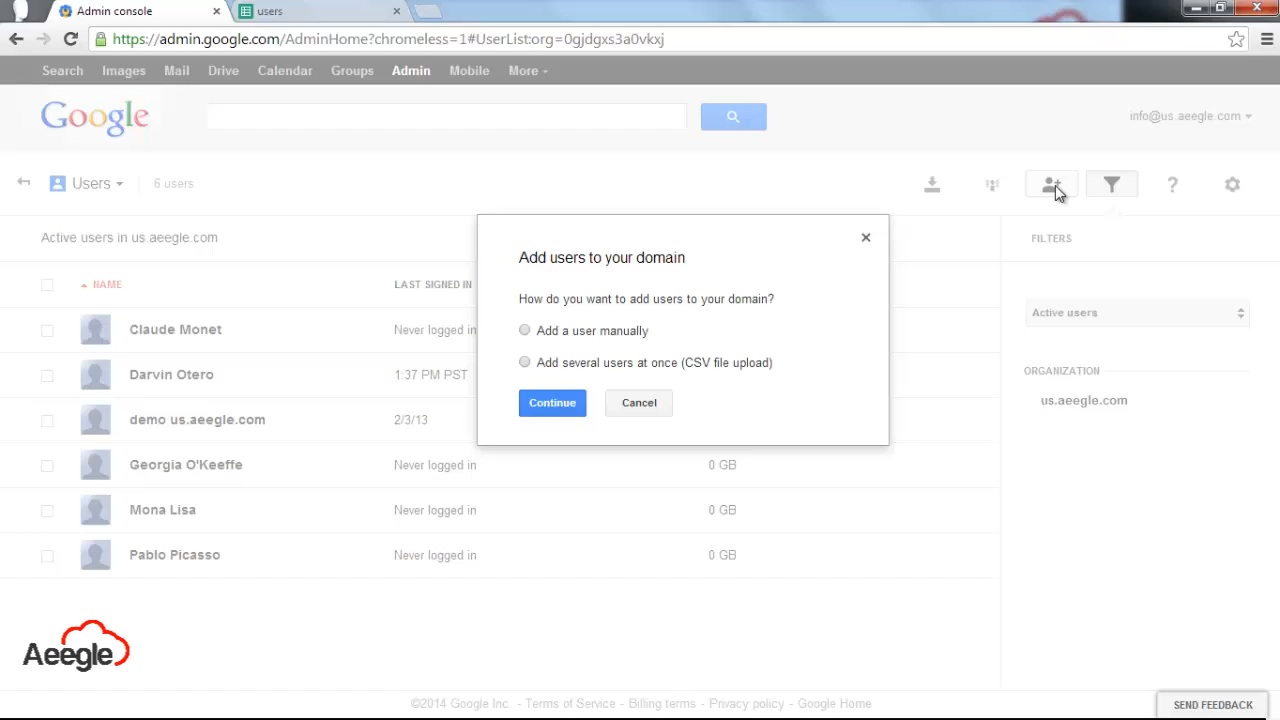 Admin console
users
https://admin.google.com/AdminHome?chromeless=1#UserList:org=0gjdgxs3a0vkxj
Search Images Mail Drive Calendar Groups Admin Mobile More
Google
info@us.aeegle.com
Users 6 users
Active users in us.aeegle.com
FILTERS
NAME LAST SIGNED IN
Active users
Claude Monet Never logged in
Darvin Otero 1:37 PM PST
demo us.aeegle.com 2/3/13
Georgia O'Keeffe Never logged in 0 GB
Mona Lisa Never logged in 0 GB
Pablo Picasso Never logged in 0 GB
ORGANIZATION
us.aeegle.com
Add users to your domain
How do you want to add users to your domain?
Add a user manually
Add several users at once (CSV file upload)
Continue Cancel
Aeegle
©2014 Google Inc. - Terms of Service - Billing terms - Privacy policy - Google Home
SEND FEEDBACK